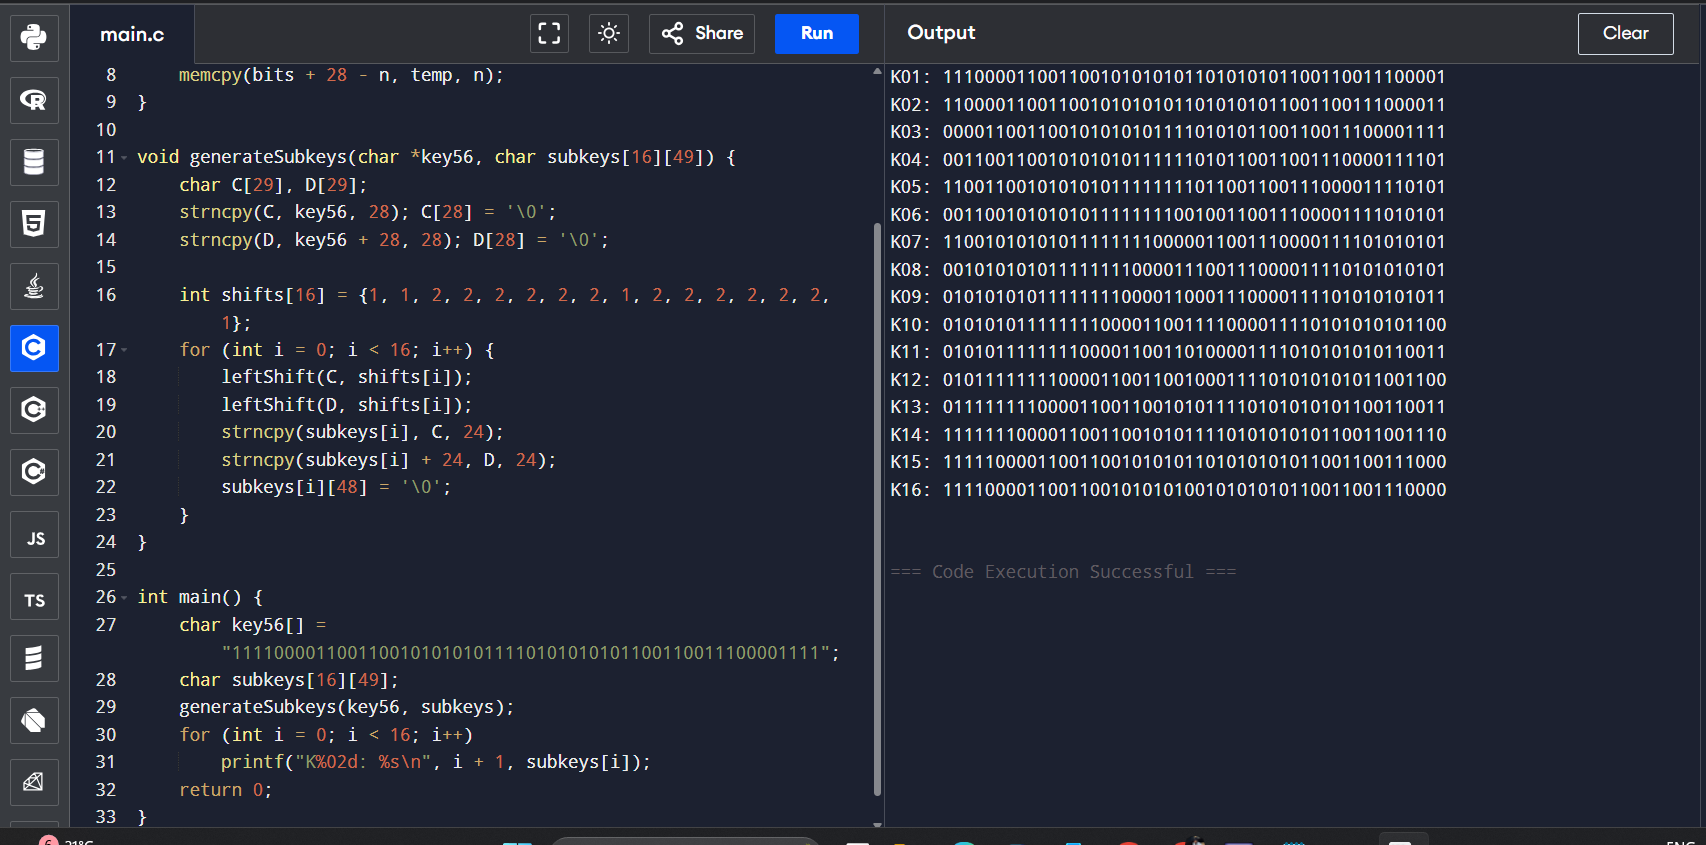 main.c
Share
Run
Output
Clear
8 memcpy(bits + 28 - n, temp, n);
9 }
10
11 void generateSubkeys(char *key56, char subkeys[16][49]) {
12 char C[29], D[29];
13 strncpy(C, key56, 28); C[28] = '\0';
14 strncpy(D, key56 + 28, 28); D[28] = '\0';
15
16 int shifts[16] = {1, 1, 2, 2, 2, 2, 2, 2, 1, 2, 2, 2, 2, 2, 2,
1};
17 for (int i = 0; i < 16; i++) {
18 leftShift(C, shifts[i]);
19 leftShift(D, shifts[i]);
20 strncpy(subkeys[i], C, 24);
21 strncpy(subkeys[i] + 24, D, 24);
22 subkeys[i][48] = '\0';
23 }
24 }
25
26 int main() {
27 char key56[] =
"11110000110011001010101011110101010101100110011100001111";
28 char subkeys[16][49];
29 generateSubkeys(key56, subkeys);
30 for (int i = 0; i < 16; i++)
31 printf("K%02d: %s\n", i + 1, subkeys[i]);
32 return 0;
33 }
K01: 111000011001100101010101101010101100110011100001
K02: 110000110011001010101011010101011001100111000011
K03: 000011001100101010101111010101100110011100001111
K04: 001100110010101010111111010110011001110000111101
K05: 110011001010101011111111011001100111000011110101
K06: 001100101010101111111100100110011100001111010101
K07: 110010101010111111110000011001110000111101010101
K08: 001010101011111111000011100111000011110101010101
K09: 010101010111111110000110001110000111101010101011
K10: 010101011111111000011001111000011110101010101100
K11: 010101111111100001100110100001111010101010110011
K12: 010111111110000110011001000111101010101011001100
K13: 011111111000011001100101011110101010101100110011
K14: 111111100001100110010101111010101010110011001110
K15: 111110000110011001010101101010101011001100111000
K16: 111100001100110010101010010101010110011001110000
=== Code Execution Successful ===
JS
TS